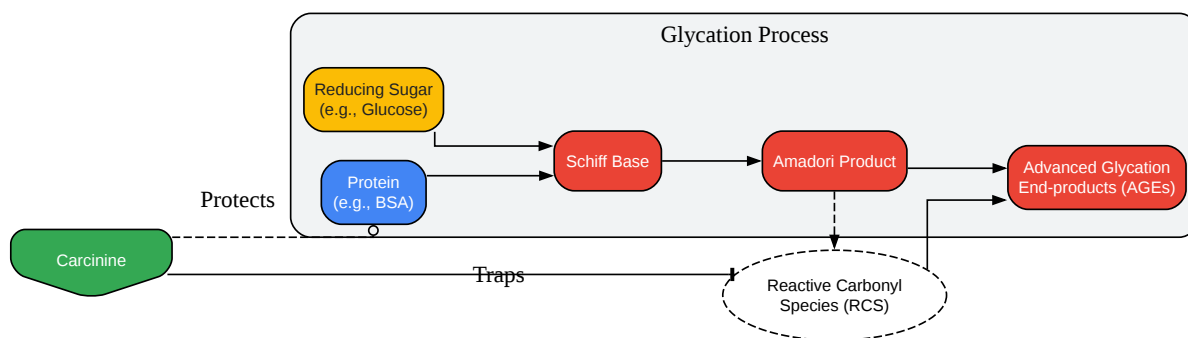 Glycation Process
Reducing Sugar
(e.g., Glucose)
Schiff Base
Amadori Product
Advanced Glycation
End-products (AGEs)
Protein
(e.g., BSA)
Protects
Carcinine
Traps
Reactive Carbonyl
Species (RCS)